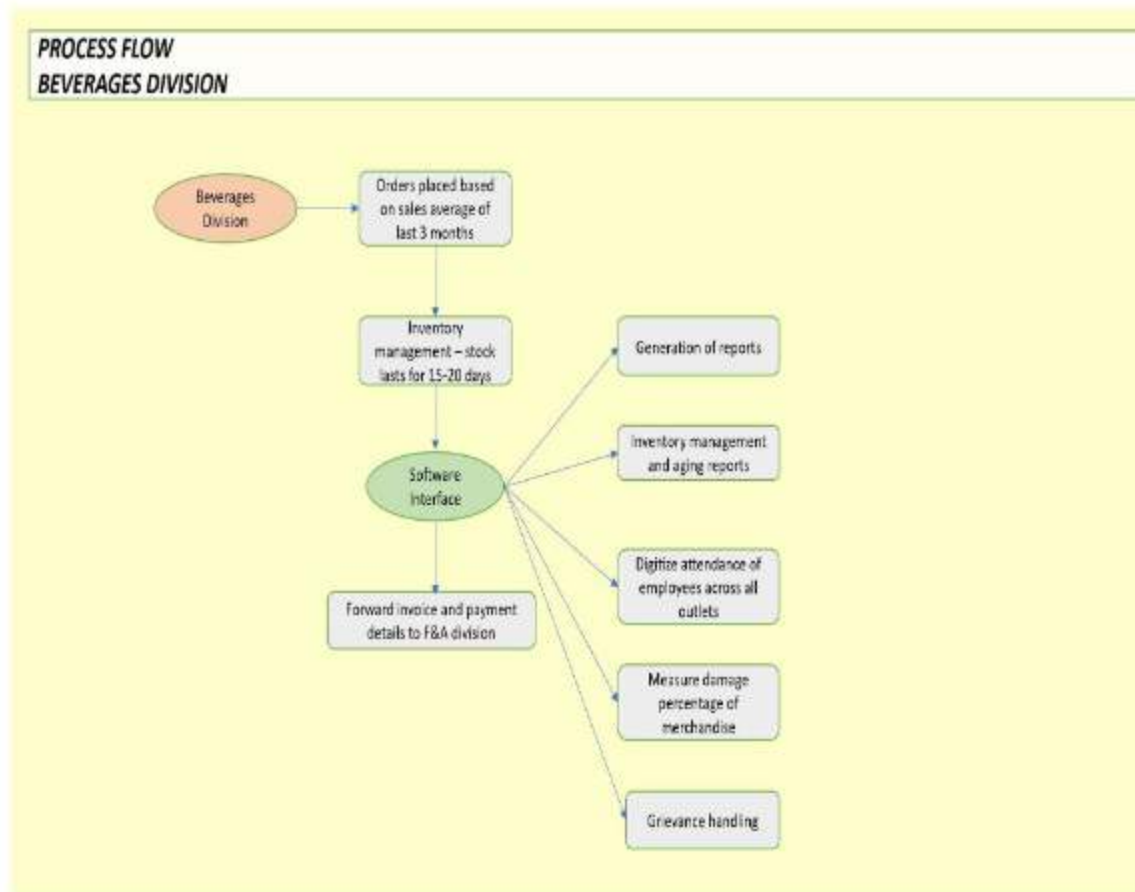 PROCESS FLOW
BEVERAGES DIVISION
Beverages
Division
Orders placed based
on sales average of
last 3 months
Inventory
management – stock
lasts for 15-20 days
Generation of reports
Inventory management
and aging reports
Software
Interface
Digitize attendance of
employees across all
outlets
Forward invoice and payment
details to F&A division
Measure damage
percentage of
merchandise
Grievance handling